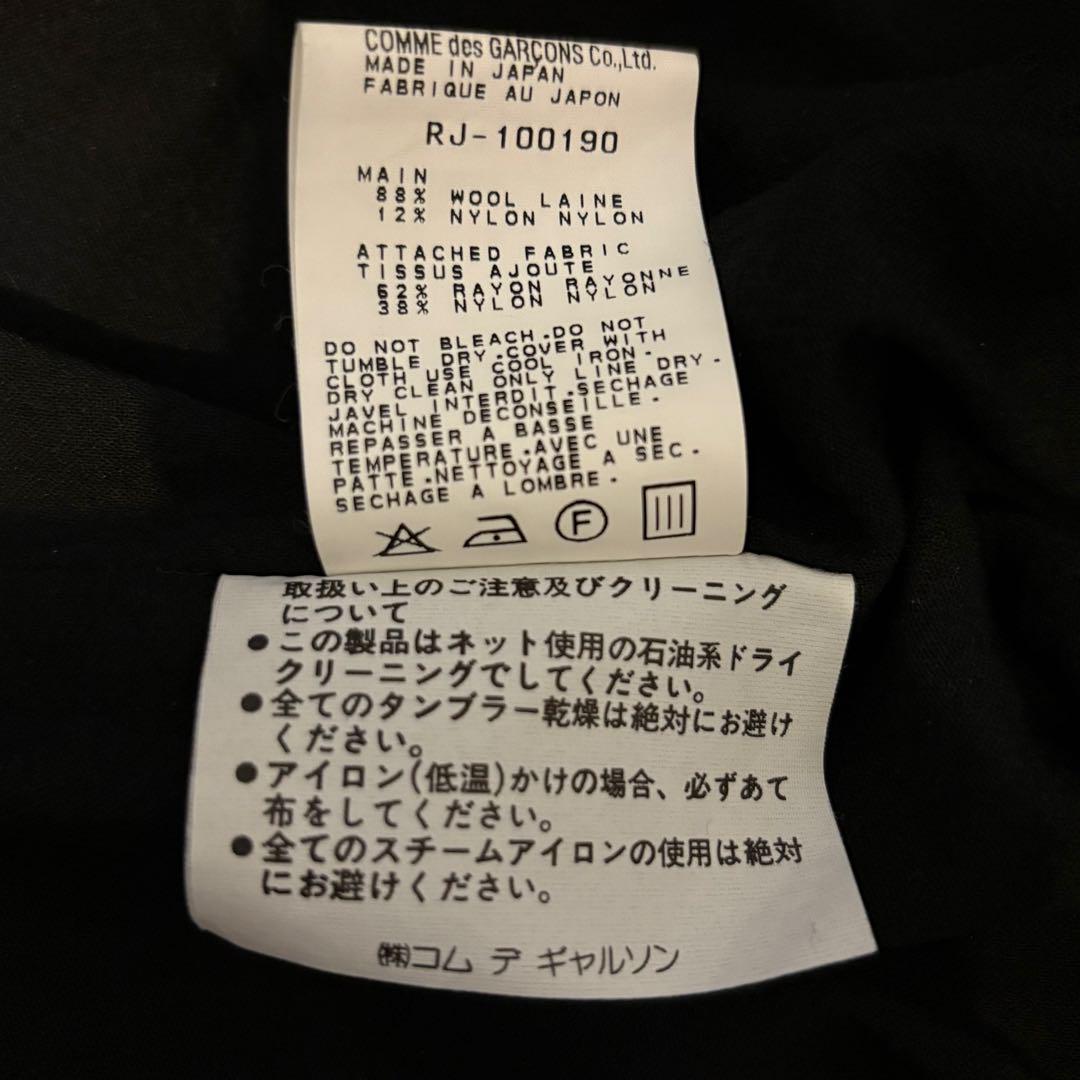 COMME des GARÇONS Co.,Ltd.
MADE IN JAPAN
FABRIQUE AU JAPON
RJ-100190
MAIN
88% WOOL LAINE
12% NYLON NYLON
ATTACHED FABRIC
TISSUS AJOUTE
62% RAYON RAYONNE
38% NYLON NYLON
DO NOT BLEACH.DO NOT
TUMBLE DRY.COVER WITH
CLOTH USE COOL IRON.
DRY CLEAN ONLY LINE DRY.
JAVEL INTERDIT.SECHAGE
MACHINE DECONSEILLE.
REPASSER A BASSE
TEMPERATURE.AVEC UNE
PATTE.NETTOYAGE A SEC.
SECHAGE A LOMBRE.
F
取扱い上のご注意及びクリーニング
について
●この製品はネット使用の石油系ドライ
クリーニングでしてください。
●全てのタンブラー乾燥は絶対にお避け
ください。
●アイロン(低温)かけの場合、必ずあて
布をしてください。
●全てのスチームアイロンの使用は絶対
にお避けください。
㈱コム デ ギャルソン